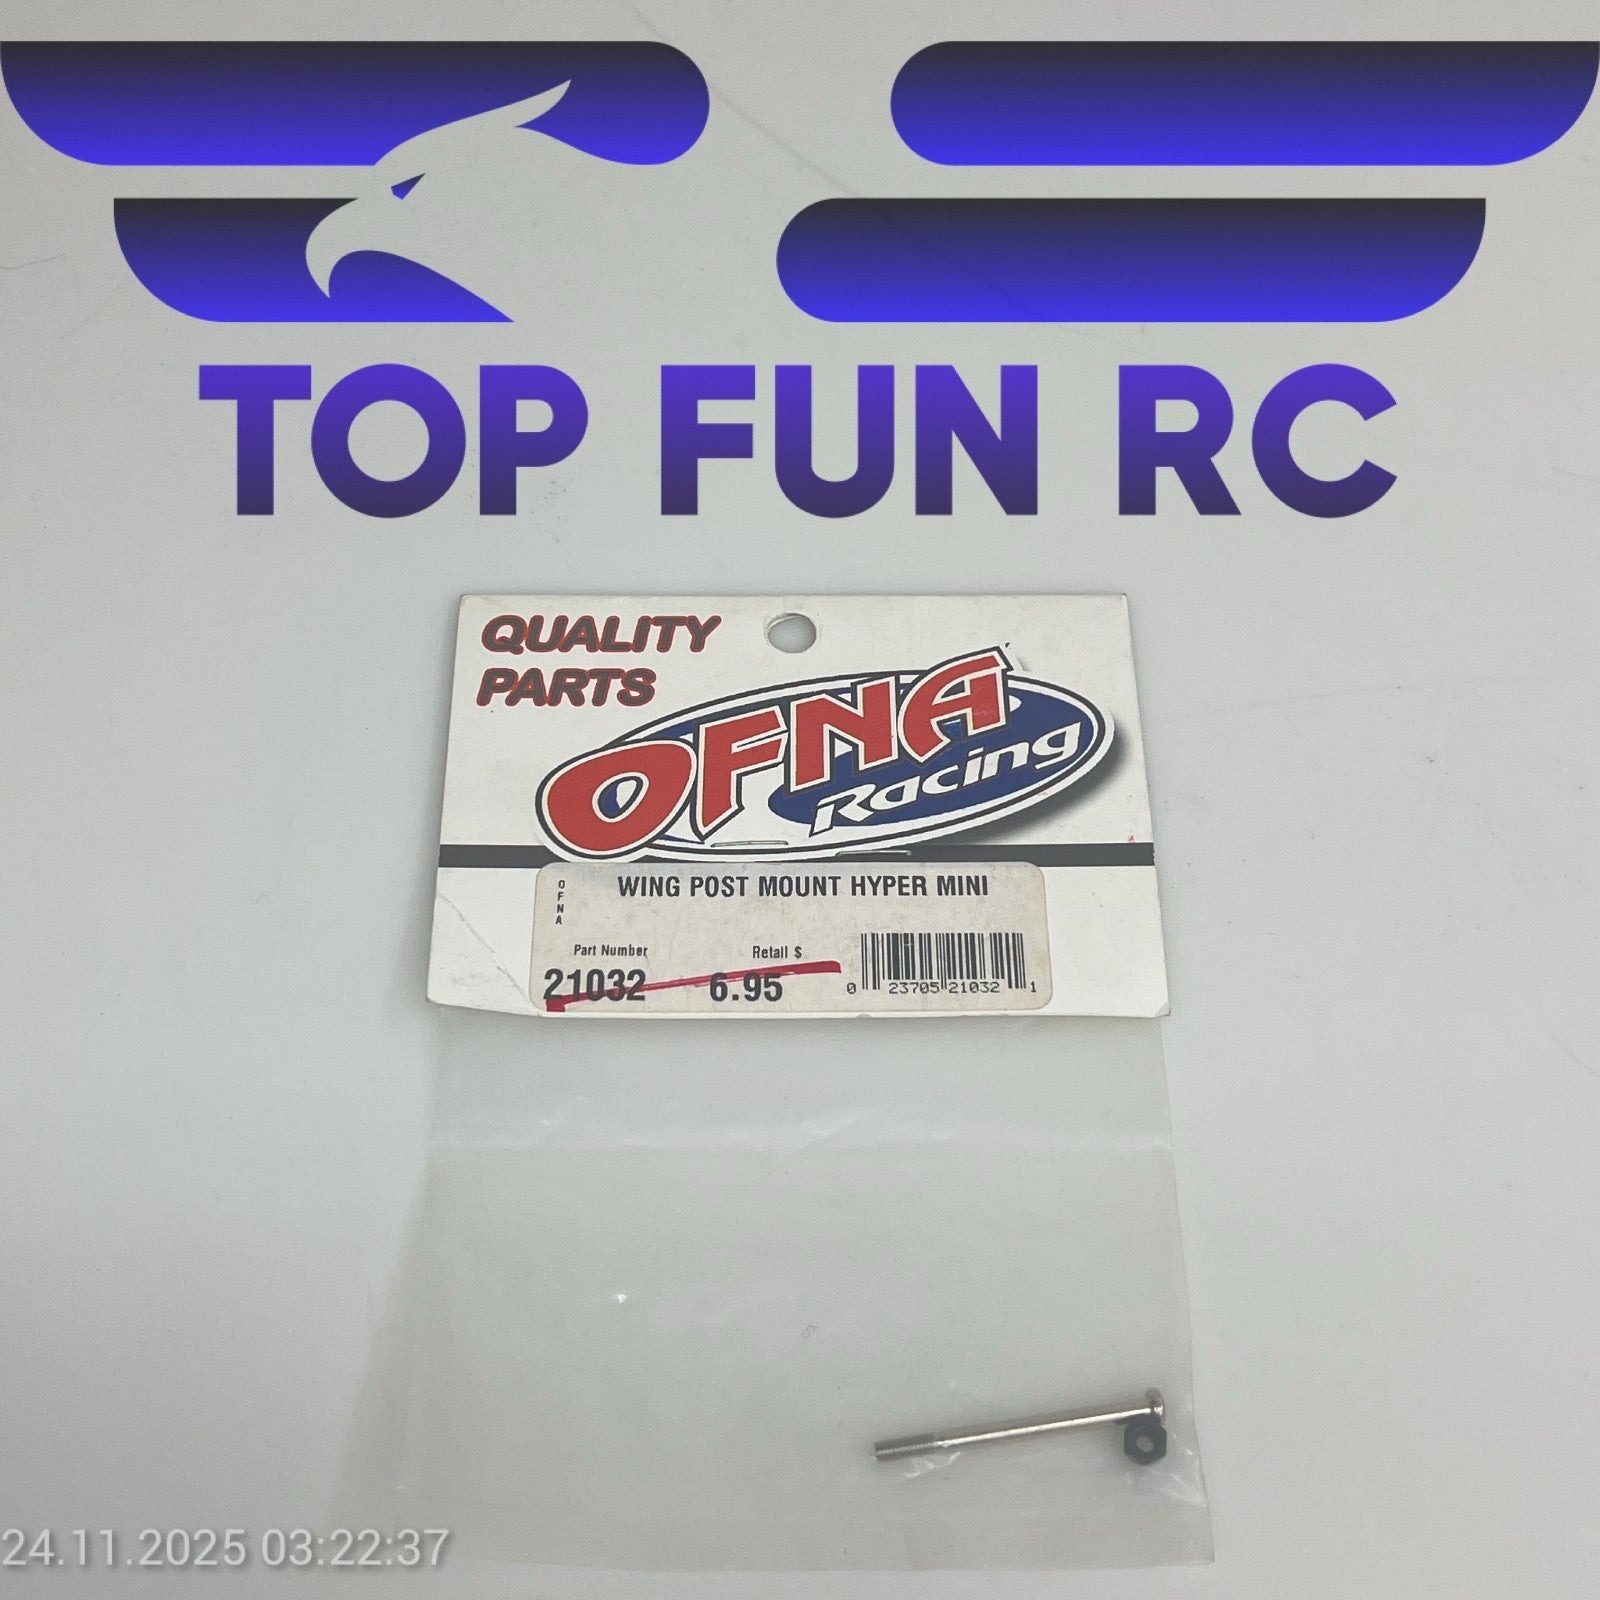 TOP FUN RC
QUALITY
PARTS
OFNA
Racing
OFNA
WING POST MOUNT HYPER MINI
Part Number
Retail $
21032
6.95
0 23705 21032 1
24.11.2025 03:22:37